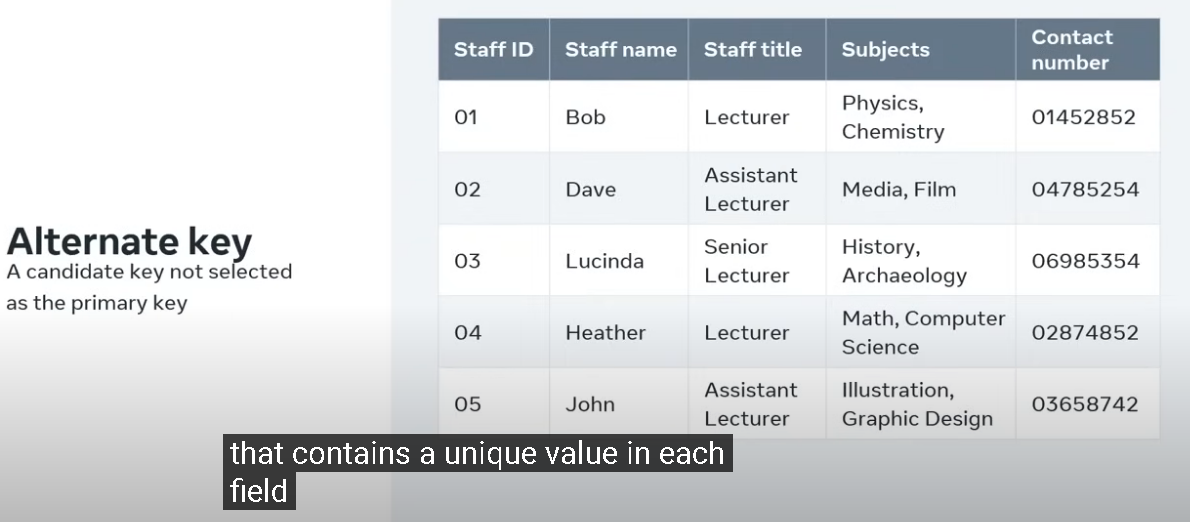 Alternate key
A candidate key not selected
as the primary key
Staff ID Staff name Staff title Subjects Contact number
01 Bob Lecturer Physics, Chemistry 01452852
02 Dave Assistant Lecturer Media, Film 04785254
03 Lucinda Senior Lecturer History, Archaeology 06985354
04 Heather Lecturer Math, Computer Science 02874852
05 John Assistant Lecturer Illustration, Graphic Design 03658742
that contains a unique value in each
field